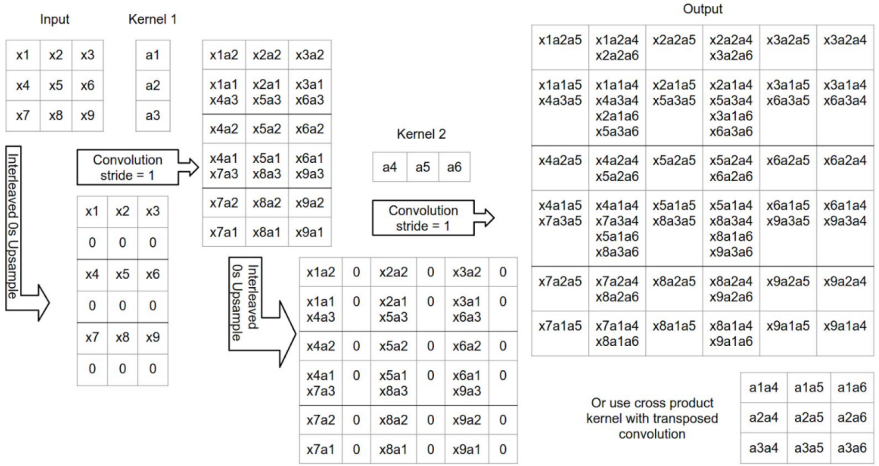 Input
Kernel 1
x1 x2 x3
x4 x5 x6
x7 x8 x9
a1
a2
a3
Interleaved 0s Upsample
Convolution
stride = 1
x1 x2 x3
0 0 0
x4 x5 x6
0 0 0
x7 x8 x9
0 0 0
x1a2 x2a2 x3a2
x1a1 x2a1 x3a1
x4a3 x5a3 x6a3
x4a2 x5a2 x6a2
x4a1 x5a1 x6a1
x7a3 x8a3 x9a3
x7a2 x8a2 x9a2
x7a1 x8a1 x9a1
Interleaved
0s Upsample
x1a2 0 x2a2 0 x3a2 0
x1a1 0 x2a1 0 x3a1 0
x4a3 x5a3 x6a3
x4a2 0 x5a2 0 x6a2 0
x4a1 0 x5a1 0 x6a1 0
x7a3 x8a3 x9a3
x7a2 0 x8a2 0 x9a2 0
x7a1 0 x8a1 0 x9a1 0
Kernel 2
a4 a5 a6
Convolution
stride = 1
Output
x1a2a5 x1a2a4 x2a2a5 x2a2a4 x3a2a5 x3a2a4
x2a2a6 x3a2a6
x1a1a5 x1a1a4 x2a1a5 x2a1a4 x3a1a5 x3a1a4
x4a3a5 x4a3a4 x5a3a5 x5a3a4 x6a3a5 x6a3a4
x2a1a6 x3a1a6
x5a3a6 x6a3a6
x4a2a5 x4a2a4 x5a2a5 x5a2a4 x6a2a5 x6a2a4
x5a2a6 x6a2a6
x4a1a5 x4a1a4 x5a1a5 x5a1a4 x6a1a5 x6a1a4
x7a3a5 x7a3a4 x8a3a5 x8a3a4 x9a3a5 x9a3a4
x5a1a6 x8a1a6
x8a3a6 x9a3a6
x7a2a5 x7a2a4 x8a2a5 x8a2a4 x9a2a5 x9a2a4
x8a2a6 x9a2a6
x7a1a5 x7a1a4 x8a1a5 x8a1a4 x9a1a5 x9a1a4
x8a1a6 x9a1a6
Or use cross product
kernel with transposed
convolution
a1a4 a1a5 a1a6
a2a4 a2a5 a2a6
a3a4 a3a5 a3a6